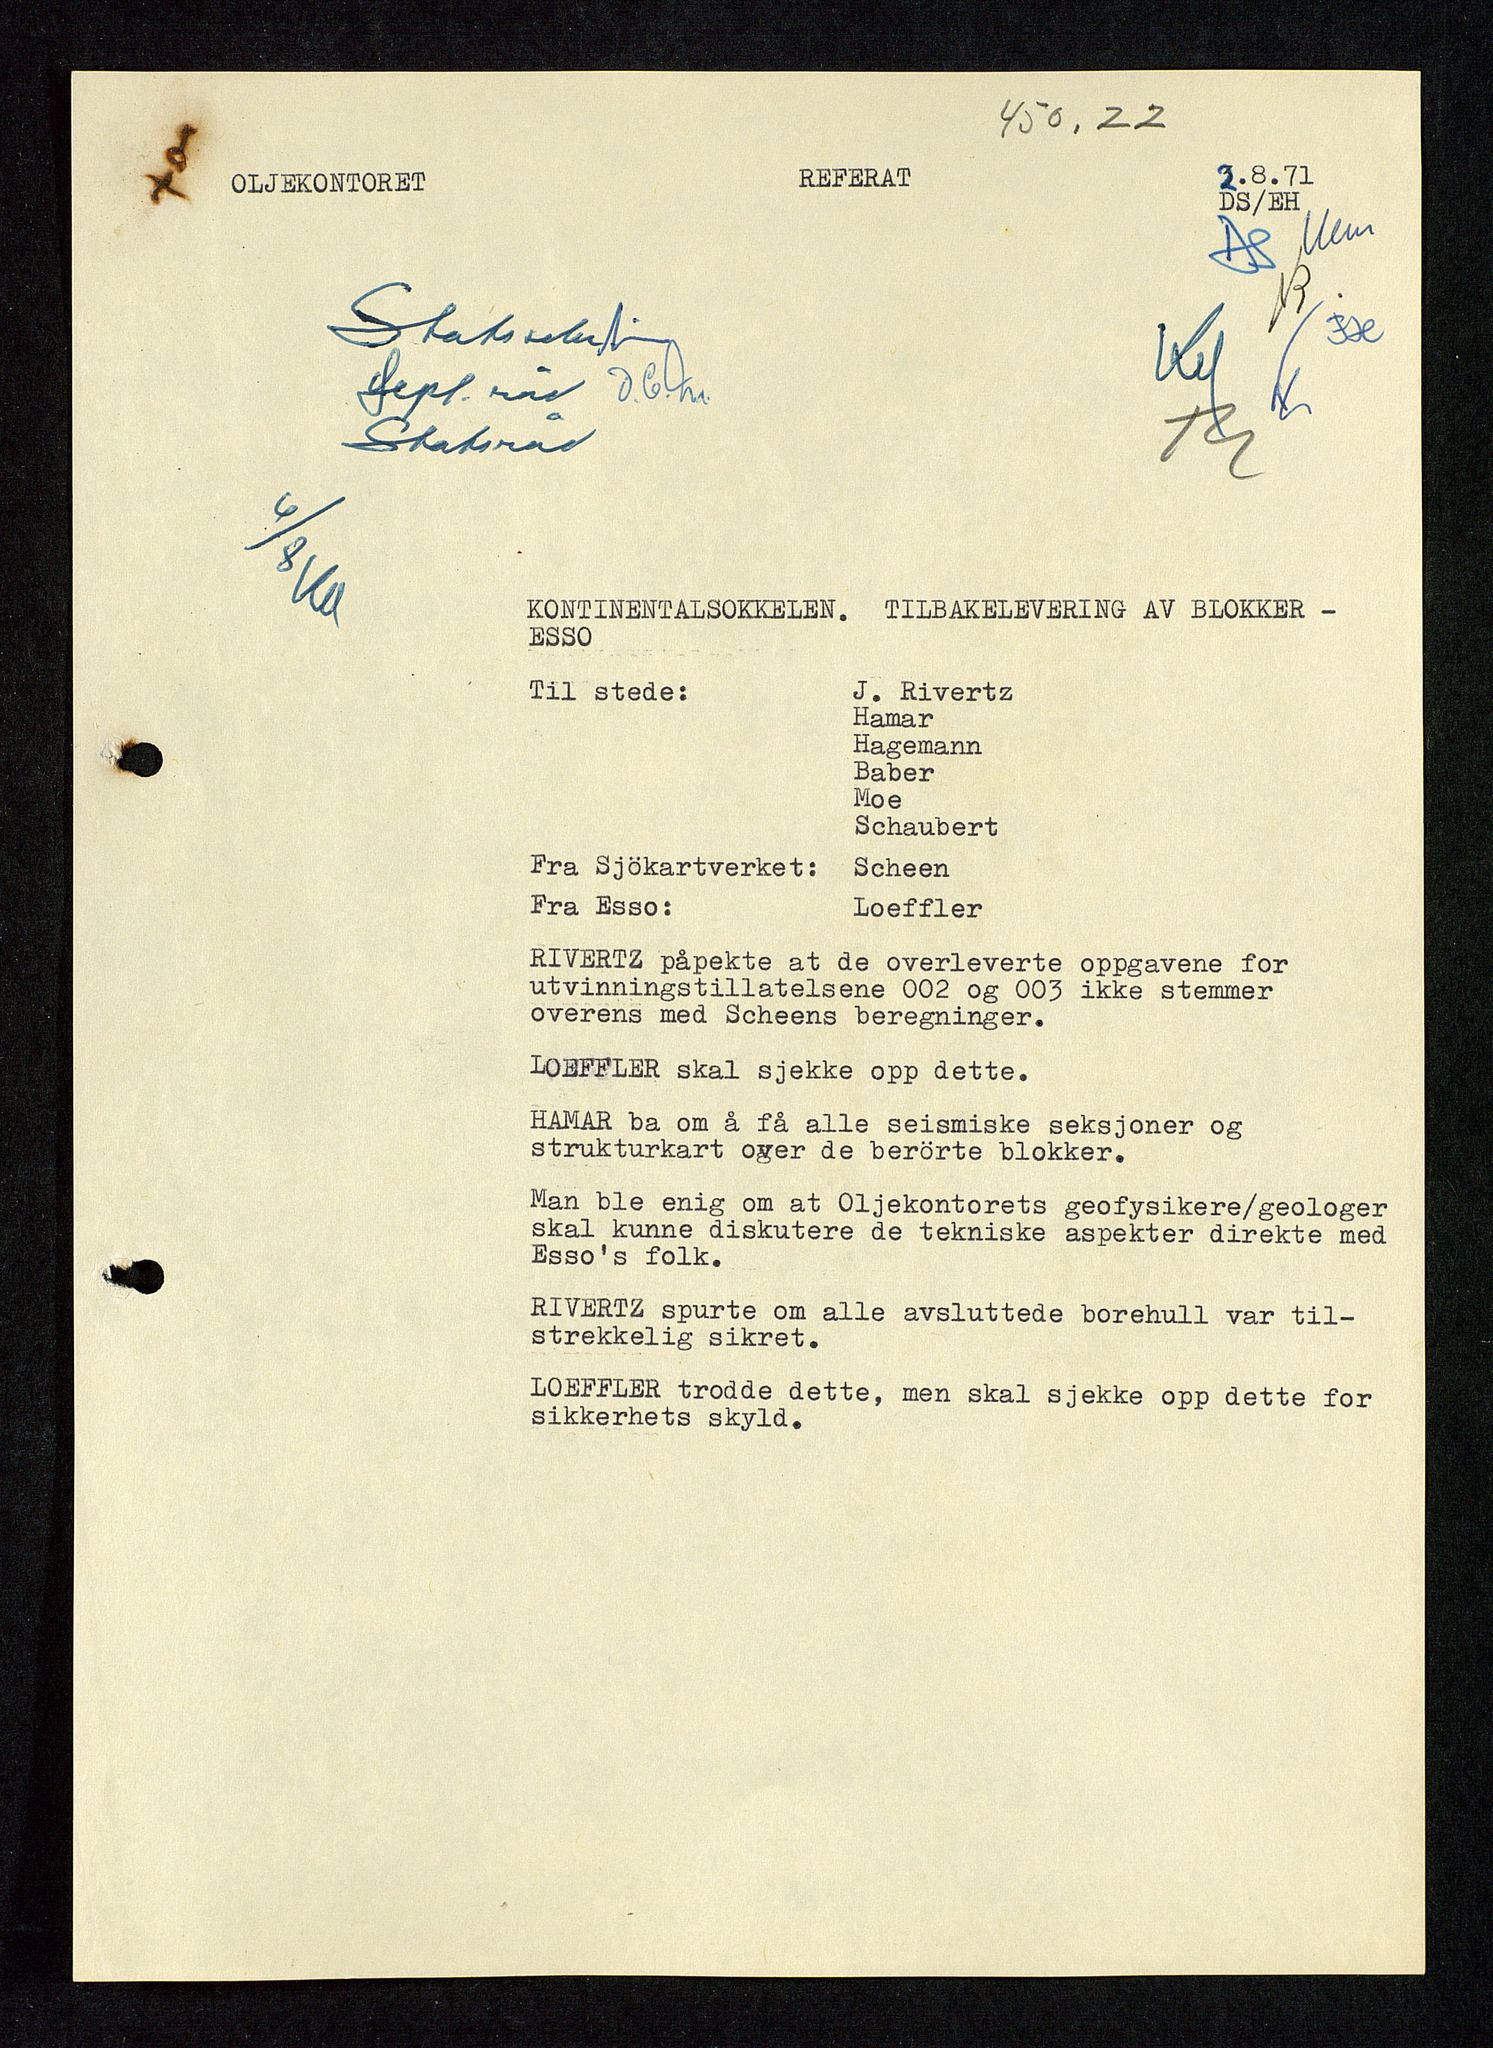 450.22
OLJEKONTORET REFERAT 2.8.71
DS/EH
DS
Dept. råd
Statsråd
KONTINENTALSOKKELEN. TILBAKELEVERING AV BLOKKER -
ESSO
Til stede: J. Rivertz
Hamar
Hagemann
Baber
Moe
Schaubert
Fra Sjökartverket: Scheen
Fra Esso: Loeffler
RIVERTZ påpekte at de overleverte oppgavene for
utvinningstillatelsene 002 og 003 ikke stemmer
overens med Scheens beregninger.
LOEFFLER skal sjekke opp dette.
HAMAR ba om å få alle seismiske seksjoner og
strukturkart over de berörte blokker.
Man ble enig om at Oljekontorets geofysikere/geologer
skal kunne diskutere de tekniske aspekter direkte med
Esso's folk.
RIVERTZ spurte om alle avsluttede borehull var til-
strekkelig sikret.
LOEFFLER trodde dette, men skal sjekke opp dette for
sikkerhets skyld.